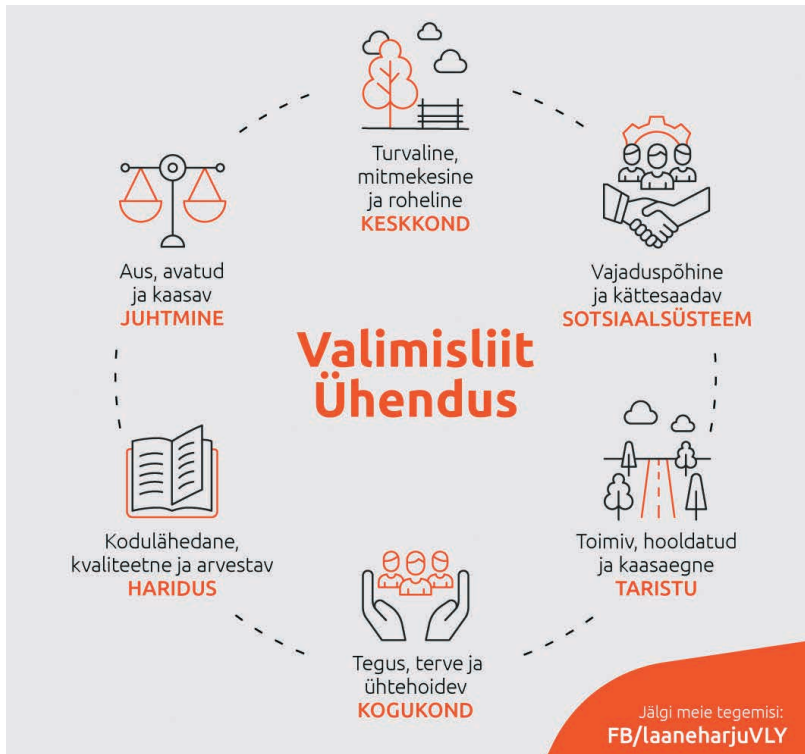 Turvaline,
mitmekesine
ja roheline
KESKKOND
Aus, avatud
ja kaasav
JUHTMINE
Vajaduspõhine
ja kättesaadav
SOTSIAALSÜSTEEM
Valimisliit
Ühendus
Kodulähedane,
kvaliteetne ja arvestav
HARIDUS
Toimiv, hooldatud
ja kaasaegne
TARISTU
Tegus, terve ja
ühtehoidev
KOGUKOND
Jälgi meie tegemisi:
FB/laaneharjuVLY